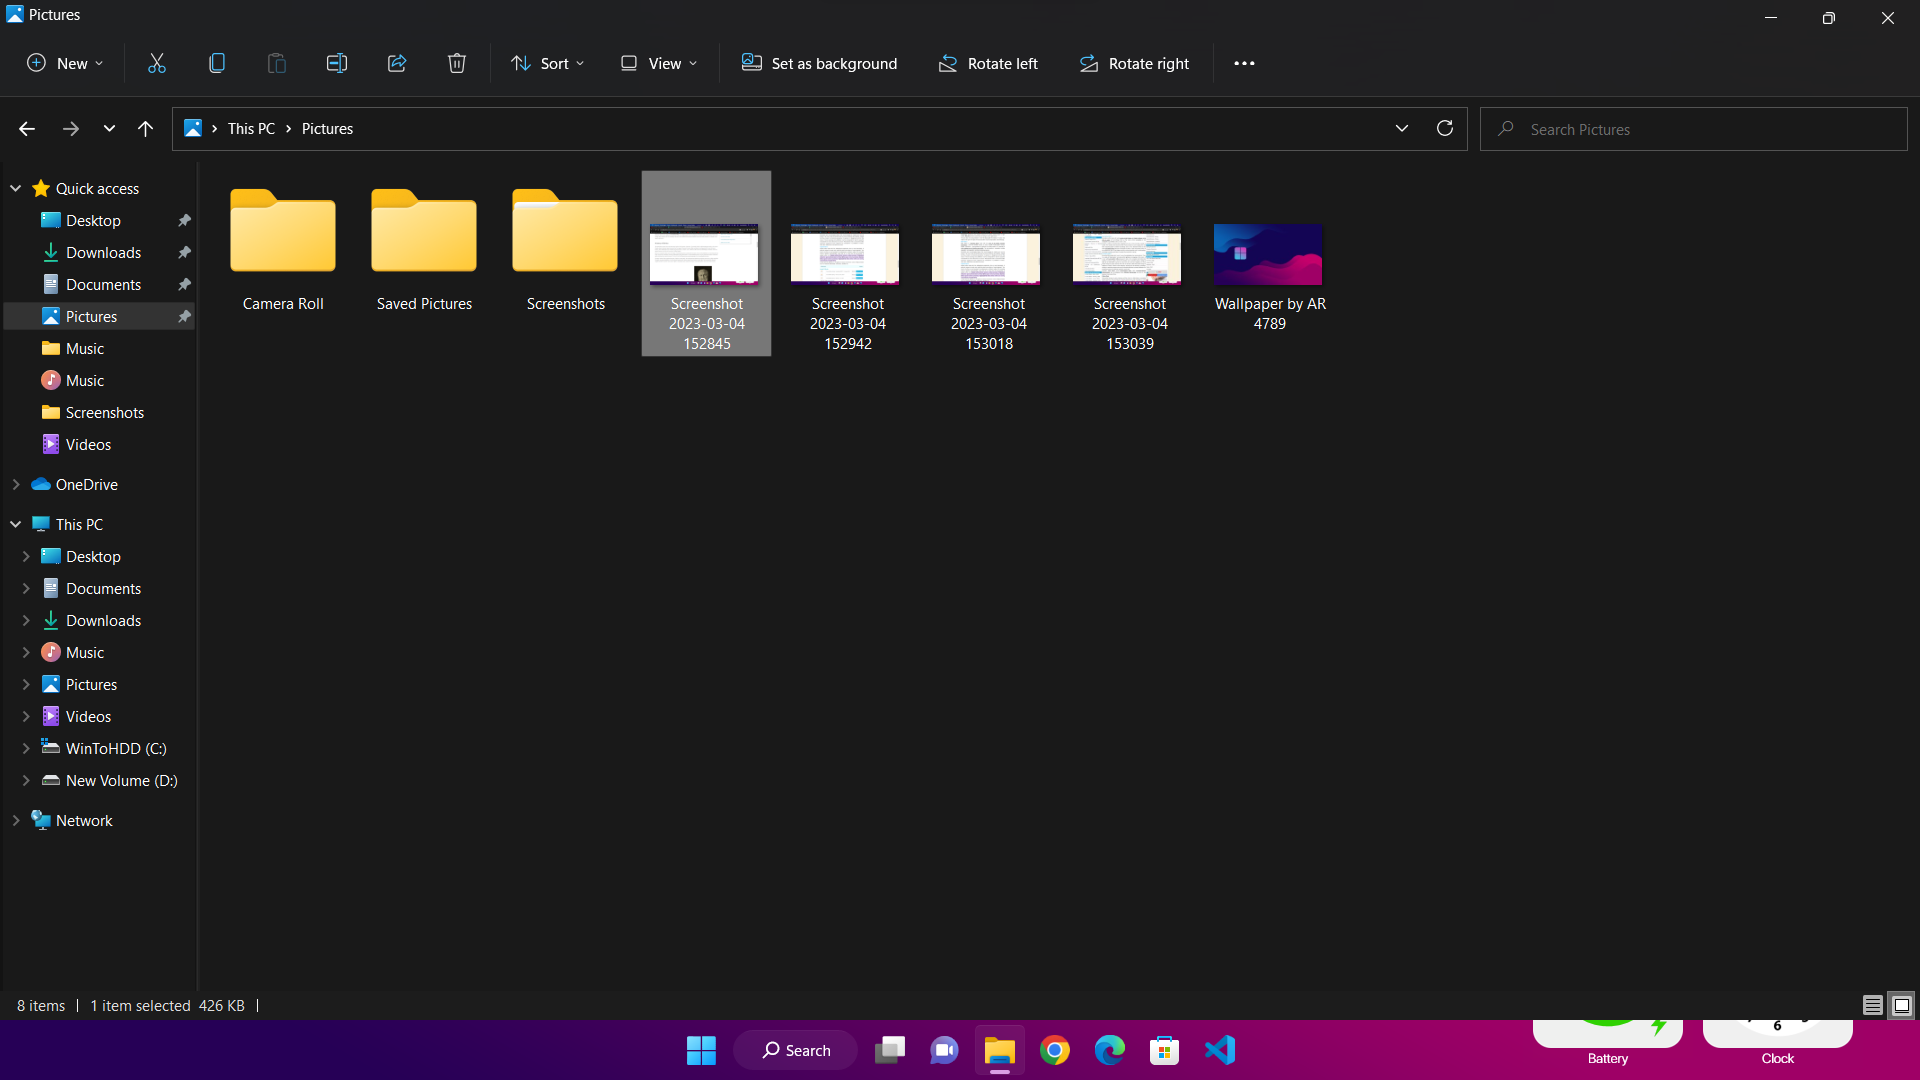 Pictures
New
Sort
View
Set as background
Rotate left
Rotate right
This PC
Pictures
Search Pictures
Quick access
Desktop
Downloads
Documents
Pictures
Music
Music
Screenshots
Videos
OneDrive
This PC
Desktop
Documents
Downloads
Music
Pictures
Videos
WinToHDD (C:)
New Volume (D:)
Network
Camera Roll
Saved Pictures
Screenshots
Screenshot
2023-03-04
152845
Screenshot
2023-03-04
152942
Screenshot
2023-03-04
153018
Screenshot
2023-03-04
153039
Wallpaper by AR
4789
8 items
1 item selected 426 KB
Search
6
Battery
Clock